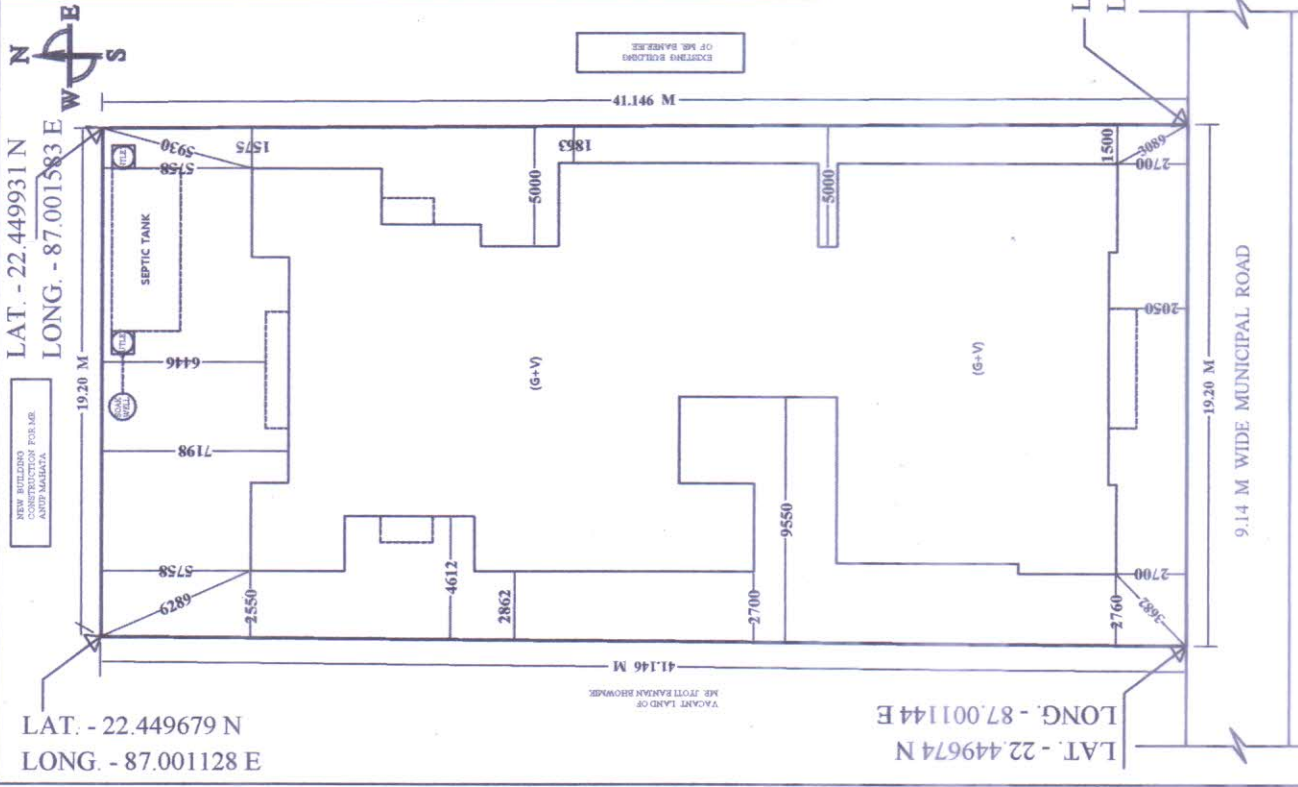 LAT. - 22.449931 N
LONG. - 87.001583 E
N
E
S
W
NEW BUILDING
CONSTRUCTION FOR MR
ANUP MAHATA
EXISTING BUILDING
OF MR. BANERJEE
19.20 M
41.146 M
5930
5758
1575
SEPTIC TANK
SOAK
WELL
6446
7198
5758
6289
2550
4612
2862
2700
9550
2760
5000
1863
5000
1500
3089
2700
2050
2700
3682
(G+V)
(G+V)
41.146 M
VACANT LAND OF
MR. JYOTI RANJAN BHOWMIK
19.20 M
9.14 M WIDE MUNICIPAL ROAD
LAT. - 22.449679 N
LONG. - 87.001128 E
LAT. - 22.449674 N
LONG. - 87.001144 E
L
L